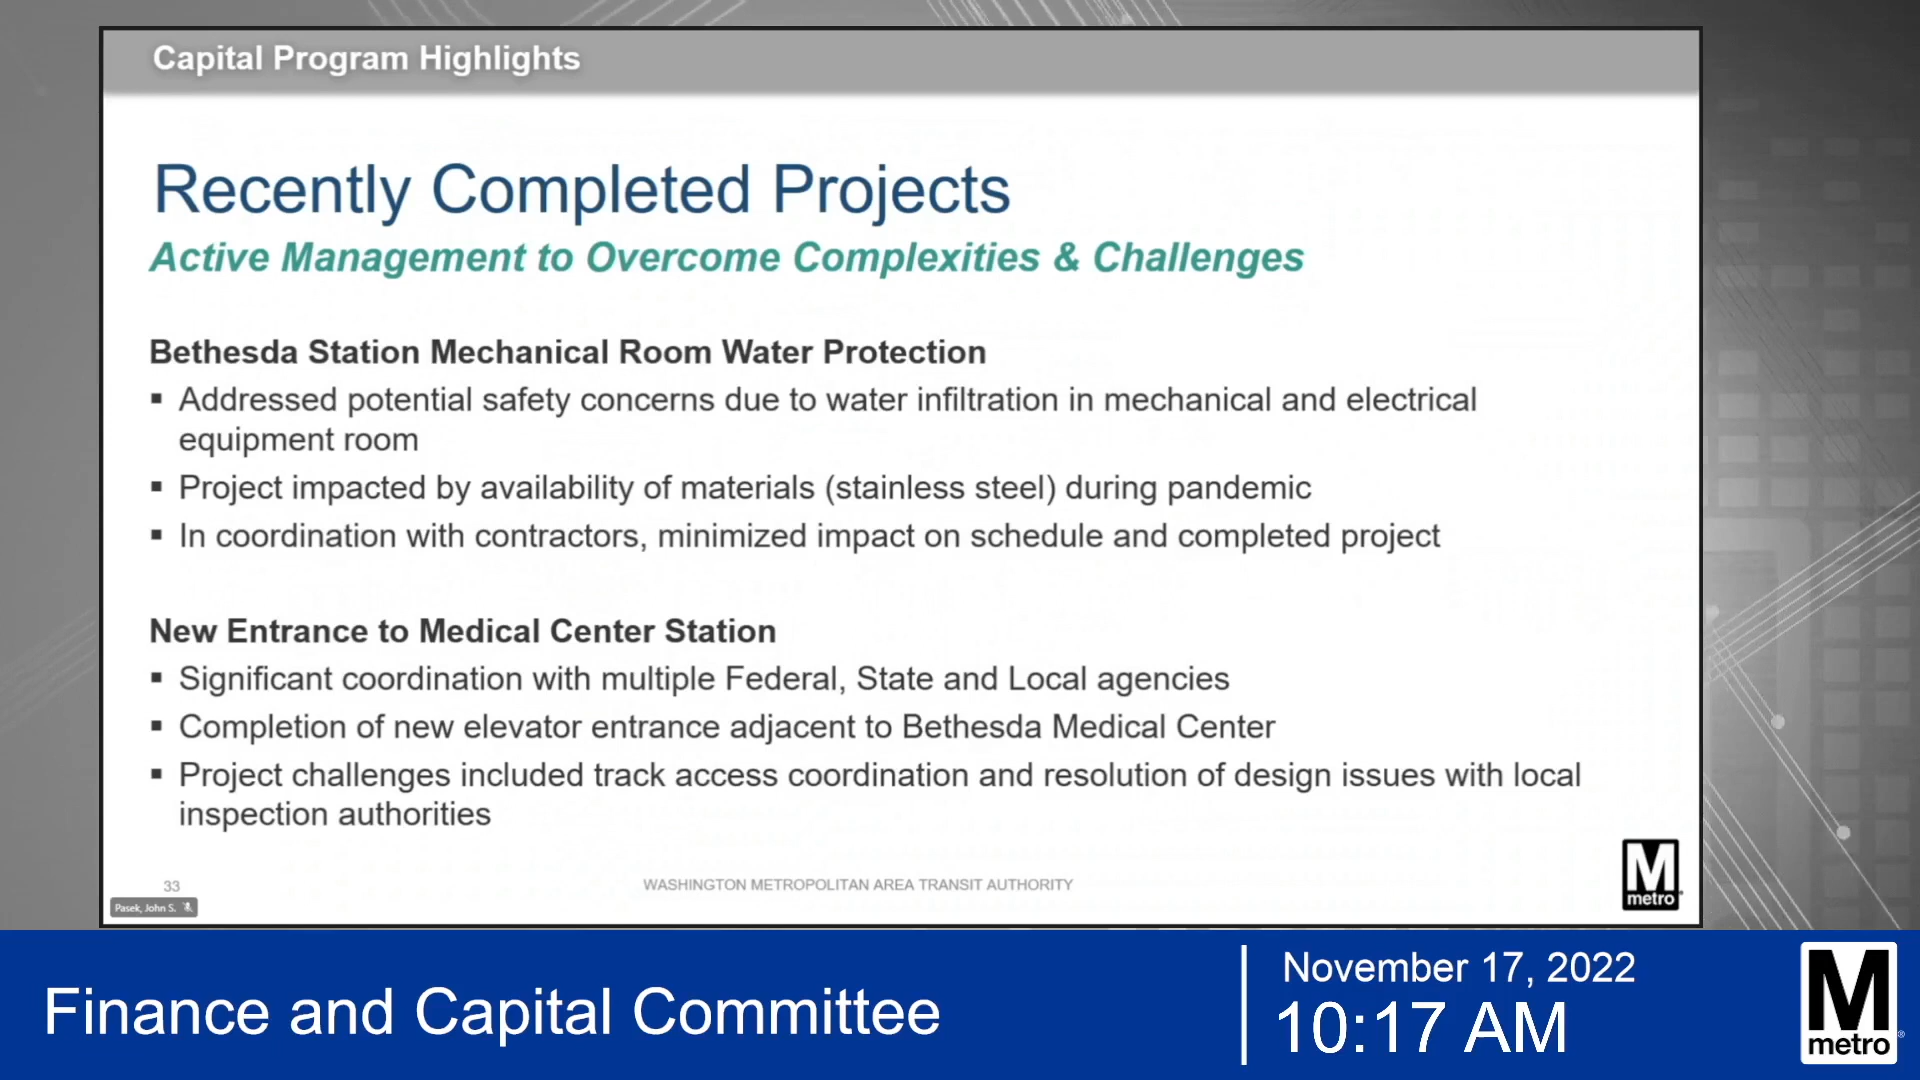 Capital Program Highlights
Recently Completed Projects
Active Management to Overcome Complexities & Challenges
Bethesda Station Mechanical Room Water Protection
▪ Addressed potential safety concerns due to water infiltration in mechanical and electrical
equipment room
▪ Project impacted by availability of materials (stainless steel) during pandemic
▪ In coordination with contractors, minimized impact on schedule and completed project
New Entrance to Medical Center Station
▪ Significant coordination with multiple Federal, State and Local agencies
▪ Completion of new elevator entrance adjacent to Bethesda Medical Center
▪ Project challenges included track access coordination and resolution of design issues with local
inspection authorities
33
WASHINGTON METROPOLITAN AREA TRANSIT AUTHORITY
M
metro
Pasek, John S.
Finance and Capital Committee
November 17, 2022
10:17 AM
M
metro®